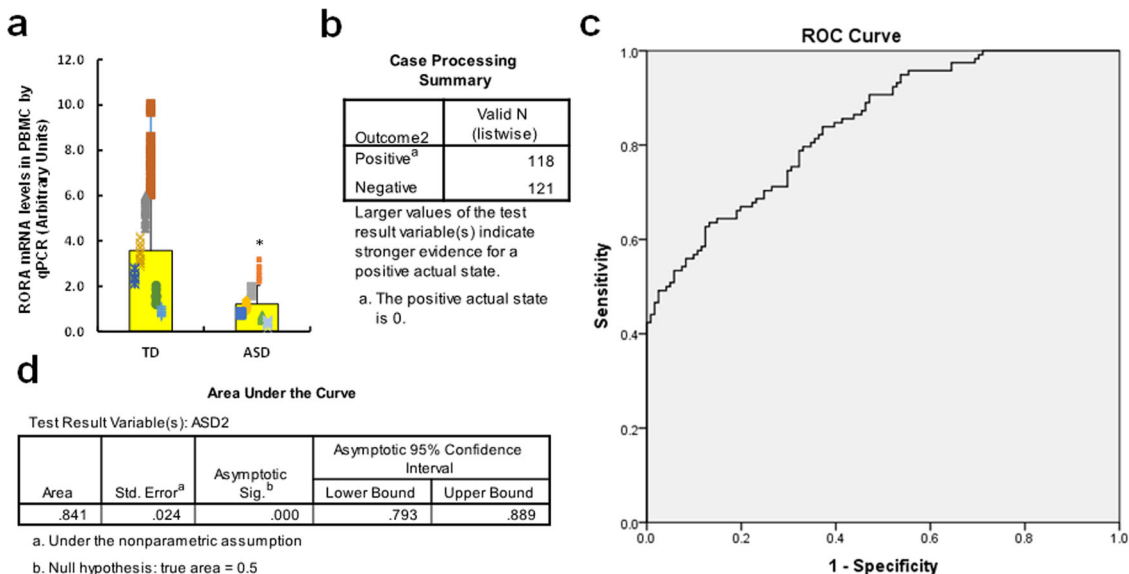 a
RORA mRNA levels in PBMC by
qPCR (Arbitrary Units)
12.0
10.0
8.0
6.0
4.0
2.0
0.0
*
TD
ASD
b
Case Processing
Summary
Outcome2
Valid N
(listwise)
Positiveᵃ 118
Negative 121
Larger values of the test
result variable(s) indicate
stronger evidence for a
positive actual state.
a. The positive actual state
is 0.
c
ROC Curve
Sensitivity
1.0
0.8
0.6
0.4
0.2
0.0
0.0 0.2 0.4 0.6 0.8 1.0
1 - Specificity
d
Area Under the Curve
Test Result Variable(s): ASD2
Area
Std. Errorᵃ
Asymptotic
Sig.ᵇ
Asymptotic 95% Confidence
Interval
Lower Bound Upper Bound
.841 .024 .000 .793 .889
a. Under the nonparametric assumption
b. Null hypothesis: true area = 0.5